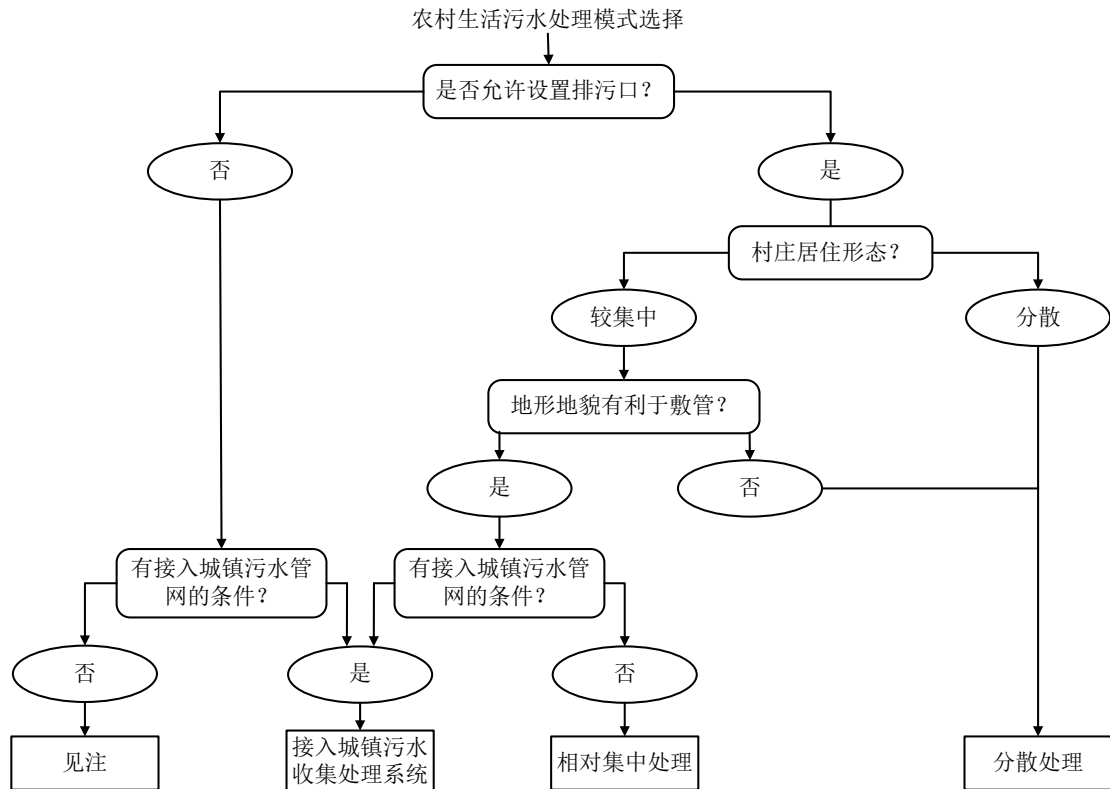 农村生活污水处理模式选择
是否允许设置排污口？
否
是
村庄居住形态？
较集中
分散
地形地貌有利于敷管？
是
否
有接入城镇污水管
网的条件？
有接入城镇污水管
网的条件？
否
是
否
见注
接入城镇污水
收集处理系统
相对集中处理
分散处理